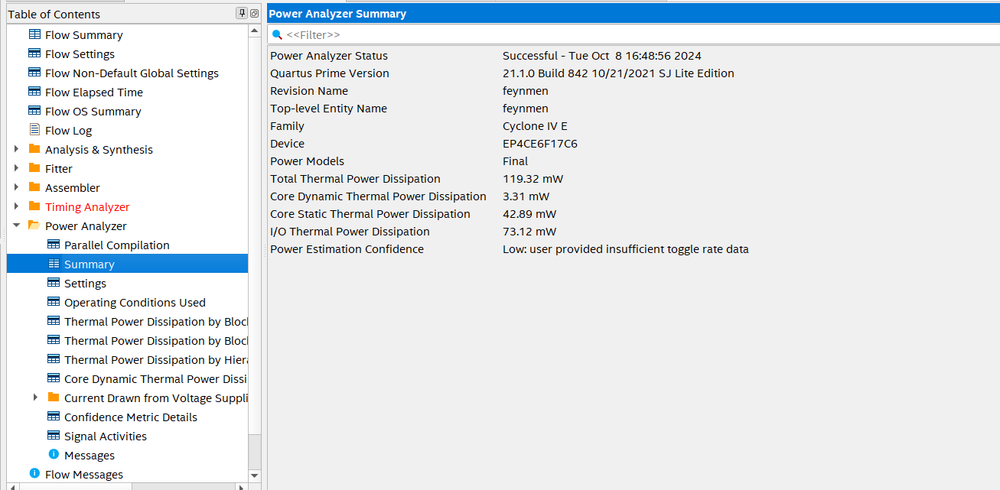 Table of Contents
Flow Summary
Flow Settings
Flow Non-Default Global Settings
Flow Elapsed Time
Flow OS Summary
Flow Log
Analysis & Synthesis
Fitter
Assembler
Timing Analyzer
Power Analyzer
Parallel Compilation
Summary
Settings
Operating Conditions Used
Thermal Power Dissipation by Bloc
Thermal Power Dissipation by Bloc
Thermal Power Dissipation by Hiera
Core Dynamic Thermal Power Dissi
Current Drawn from Voltage Suppli
Confidence Metric Details
Signal Activities
Messages
Flow Messages
Power Analyzer Summary
<<Filter>>
Power Analyzer Status Successful - Tue Oct  8 16:48:56 2024
Quartus Prime Version 21.1.0 Build 842 10/21/2021 SJ Lite Edition
Revision Name feynmen
Top-level Entity Name feynmen
Family Cyclone IV E
Device EP4CE6F17C6
Power Models Final
Total Thermal Power Dissipation 119.32 mW
Core Dynamic Thermal Power Dissipation 3.31 mW
Core Static Thermal Power Dissipation 42.89 mW
I/O Thermal Power Dissipation 73.12 mW
Power Estimation Confidence Low: user provided insufficient toggle rate data